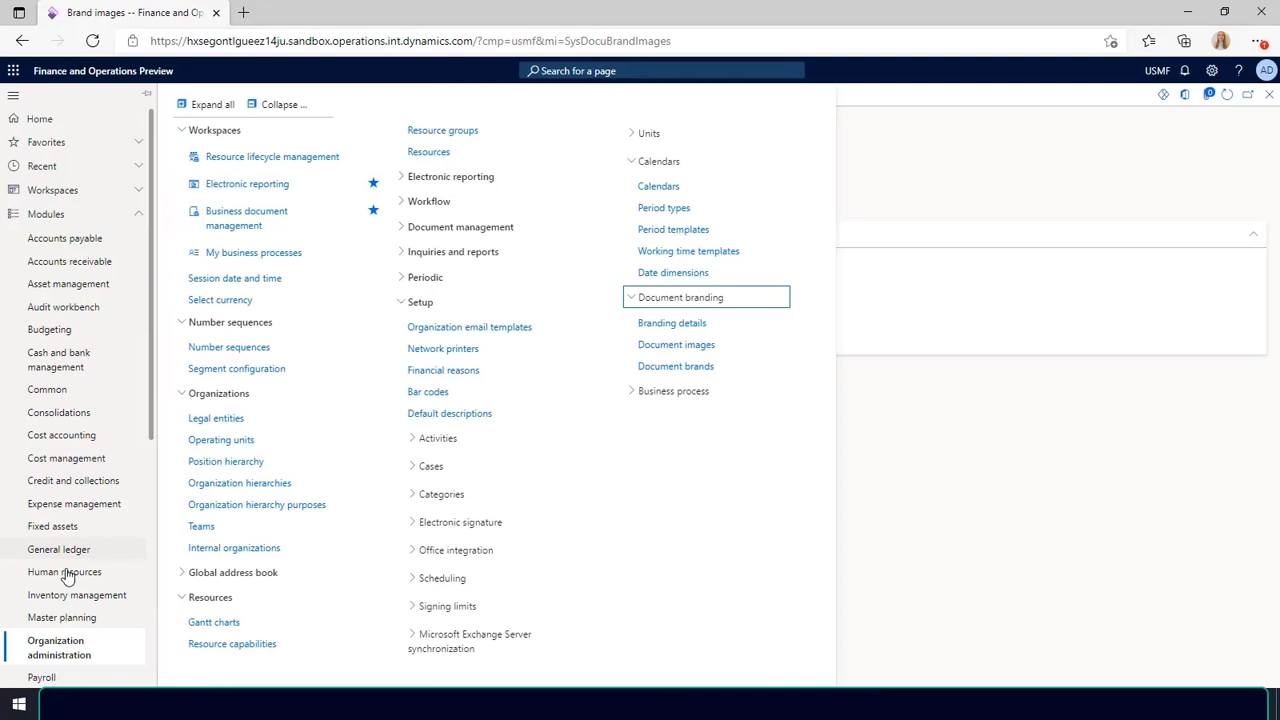 Brand images -- Finance and Op
https://hxsegontlgueez14ju.sandbox.operations.int.dynamics.com/?cmp=usmf&mi=SysDocuBrandImages
Finance and Operations Preview
Search for a page
USMF
AD
0
Home
Favorites
Recent
Workspaces
Modules
Accounts payable
Accounts receivable
Asset management
Audit workbench
Budgeting
Cash and bank
management
Common
Consolidations
Cost accounting
Cost management
Credit and collections
Expense management
Fixed assets
General ledger
Human resources
Inventory management
Master planning
Organization
administration
Payroll
Expand all
Collapse ...
Workspaces
Resource lifecycle management
Electronic reporting
Business document
management
My business processes
Session date and time
Select currency
Number sequences
Number sequences
Segment configuration
Organizations
Legal entities
Operating units
Position hierarchy
Organization hierarchies
Organization hierarchy purposes
Teams
Internal organizations
Global address book
Resources
Gantt charts
Resource capabilities
Resource groups
Resources
Electronic reporting
Workflow
Document management
Inquiries and reports
Periodic
Setup
Organization email templates
Network printers
Financial reasons
Bar codes
Default descriptions
Activities
Cases
Categories
Electronic signature
Office integration
Scheduling
Signing limits
Microsoft Exchange Server
synchronization
Units
Calendars
Calendars
Period types
Period templates
Working time templates
Date dimensions
Document branding
Branding details
Document images
Document brands
Business process